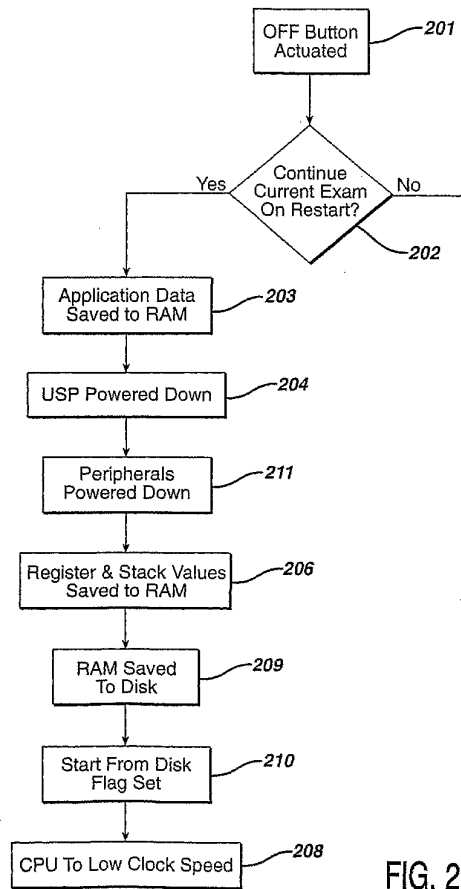 OFF Button
Actuated
201
Continue
Current Exam
On Restart?
Yes
No
202
Application Data
Saved to RAM
203
USP Powered Down
204
Peripherals
Powered Down
211
Register & Stack Values
Saved to RAM
206
RAM Saved
To Disk
209
Start From Disk
Flag Set
210
CPU To Low Clock Speed
208
FIG. 2